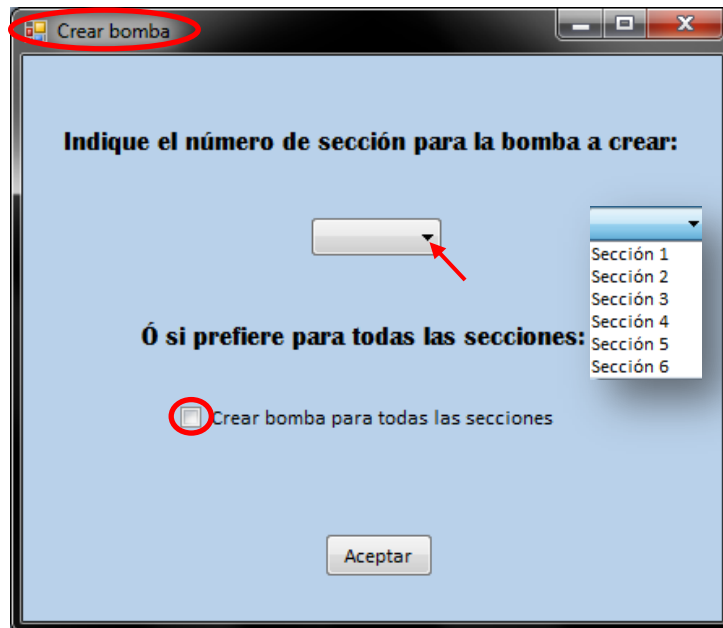 Crear bomba
Indique el número de sección para la bomba a crear:
Sección 1
Sección 2
Sección 3
Sección 4
Sección 5
Sección 6
Ó si prefiere para todas las secciones:
Crear bomba para todas las secciones
Aceptar